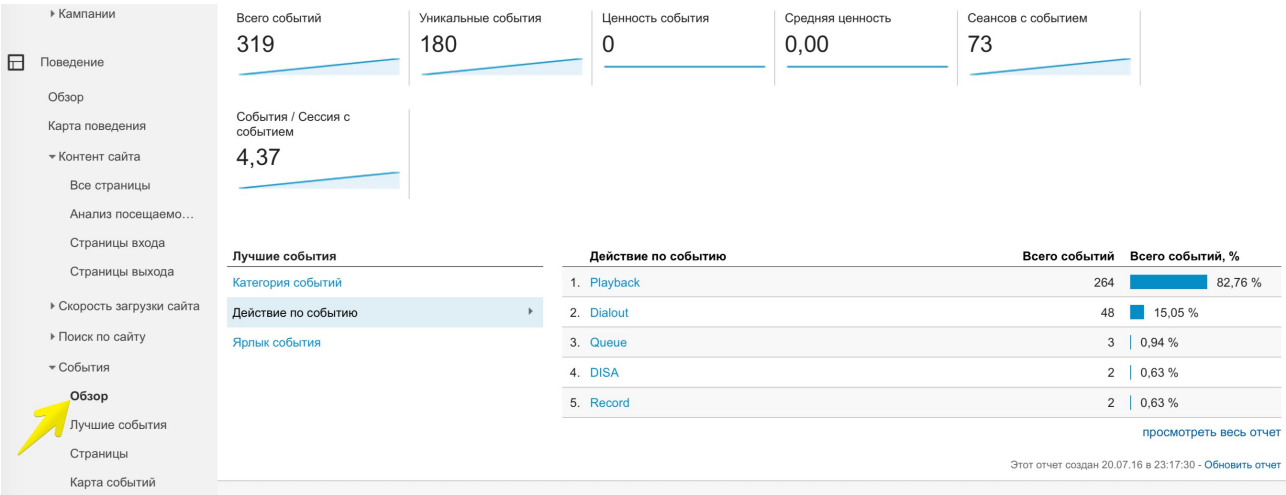 Кампании
Поведение
Обзор
Карта поведения
Контент сайта
Все страницы
Анализ посещаемо...
Страницы входа
Страницы выхода
Скорость загрузки сайта
Поиск по сайту
События
Обзор
Лучшие события
Страницы
Карта событий
Всего событий
319
Уникальные события
180
Ценность события
0
Средняя ценность
0,00
Сеансов с событием
73
События / Сессия с
событием
4,37
Лучшие события
Категория событий
Действие по событию
Ярлык события
Действие по событию Всего событий Всего событий, %
1. Playback 264 82,76 %
2. Dialout 48 15,05 %
3. Queue 3 0,94 %
4. DISA 2 0,63 %
5. Record 2 0,63 %
просмотреть весь отчет
Этот отчет создан 20.07.16 в 23:17:30 - Обновить отчет